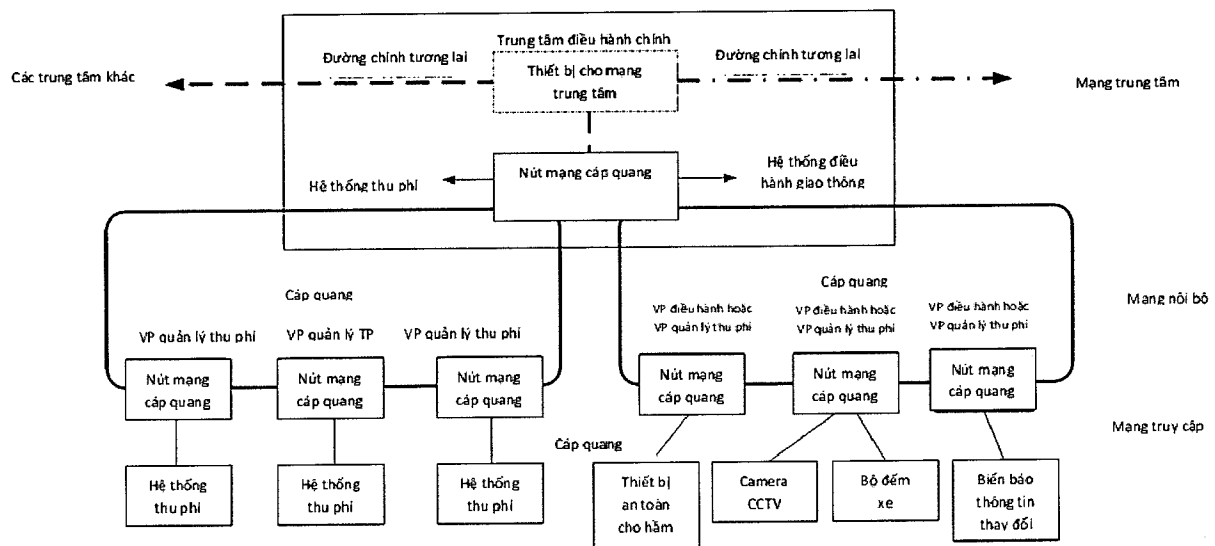 Trung tâm điều hành chính
Đường chính tương lai
Đường chính tương lai
Các trung tâm khác
Thiết bị cho mạng
trung tâm
Mạng trung tâm
Nút mạng cáp quang
Hệ thống thu phí
Hệ thống điều
hành giao thông
Cáp quang
Cáp quang
Mạng nội bộ
VP quản lý thu phí
VP quản lý TP
VP quản lý thu phí
VP điều hành hoặc
VP quản lý thu phí
VP điều hành hoặc
VP quản lý thu phí
VP điều hành hoặc
VP quản lý thu phí
Nút mạng
cáp quang
Nút mạng
cáp quang
Nút mạng
cáp quang
Nút mạng
cáp quang
Nút mạng
cáp quang
Nút mạng
cáp quang
Mạng truy cập
Cáp quang
Hệ thống
thu phí
Hệ thống
thu phí
Hệ thống
thu phí
Thiết bị
an toàn
cho hầm
Camera
CCTV
Bộ đếm
xe
Biển báo
thông tin
thay đổi